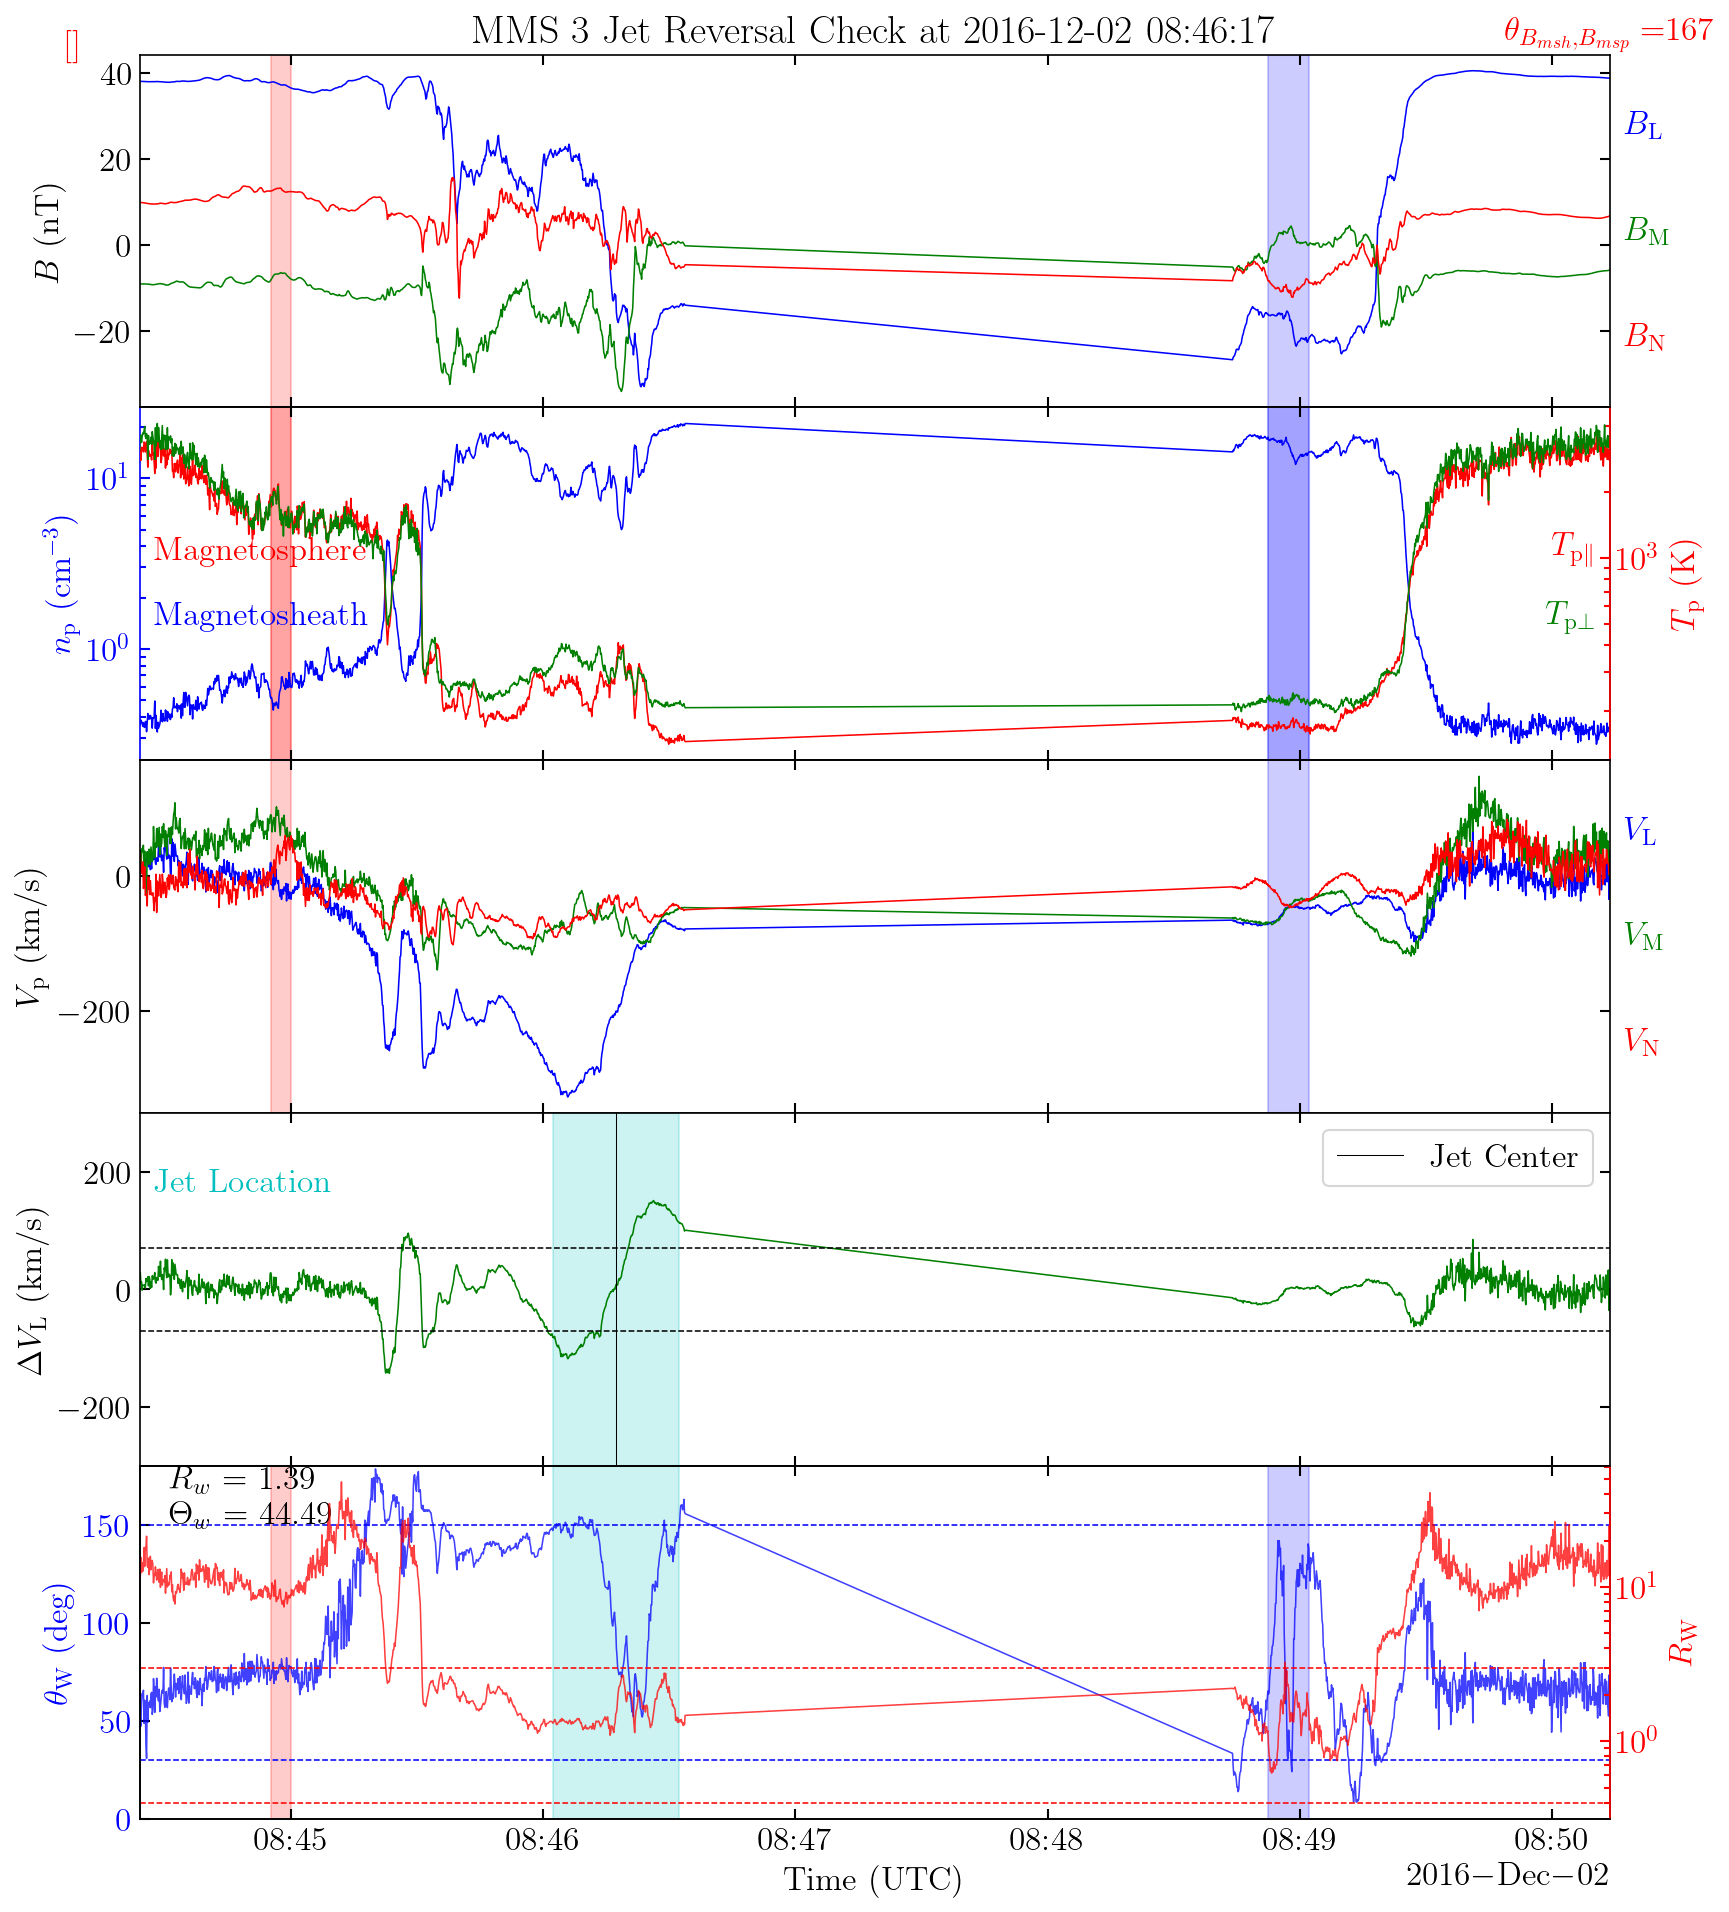 MMS 3 Jet Reversal Check at 2016-12-02 08:46:17
θ_{B_{msh},B_{msp}} =167
[]
40
20
0
−20
B (nT)
B_L
B_M
B_N
10^1
10^0
n_p (cm^{−3})
Magnetosphere
Magnetosheath
T_{p∥}
T_{p⊥}
10^3
T_p (K)
0
−200
V_p (km/s)
V_L
V_M
V_N
200
0
−200
ΔV_L (km/s)
Jet Location
Jet Center
R_w = 1.39
Θ_w = 44.49
150
100
50
0
θ_W (deg)
10^1
10^0
R_W
08:45
08:46
08:47
08:48
08:49
08:50
Time (UTC)
2016−Dec−02